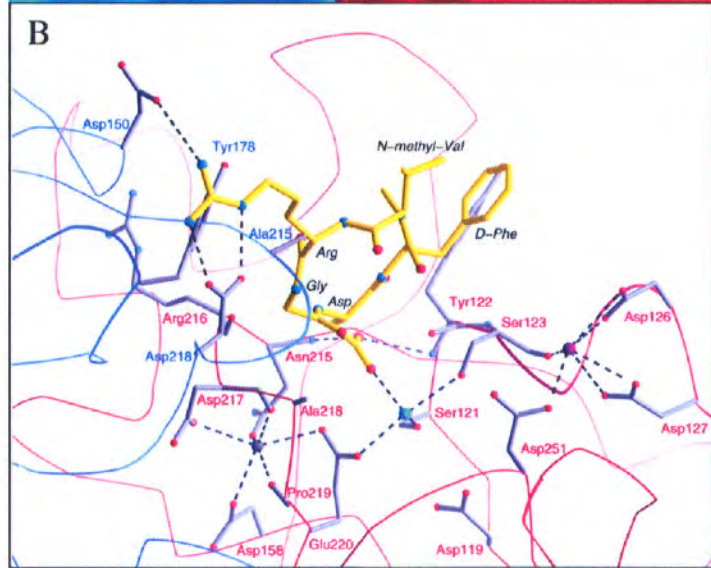 B
Asp150
Tyr178
N-methyl-Val
Ala215
D-Phe
Arg
Gly
Asp
Tyr122
Ser123
Asp126
Arg216
Asp218
Asn215
Asp217
Ala218
Ser121
Asp127
Asp251
Pro219
Asp158
Glu220
Asp119